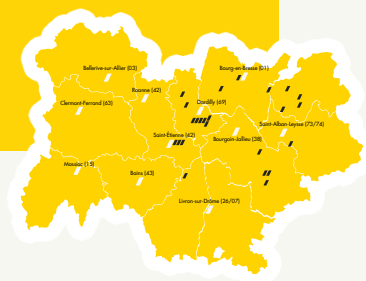 Bellerive-sur-Allier (03)
Bourg-en-Bresse (01)
Roanne (42)
Clermont-Ferrand (63)
Dardilly (69)
Saint-Alban-Leysse (73/74)
Saint-Etienne (42)
Bourgoin-Jallieu (38)
Massiac (15)
Bains (43)
Livron-sur-Drôme (26/07)